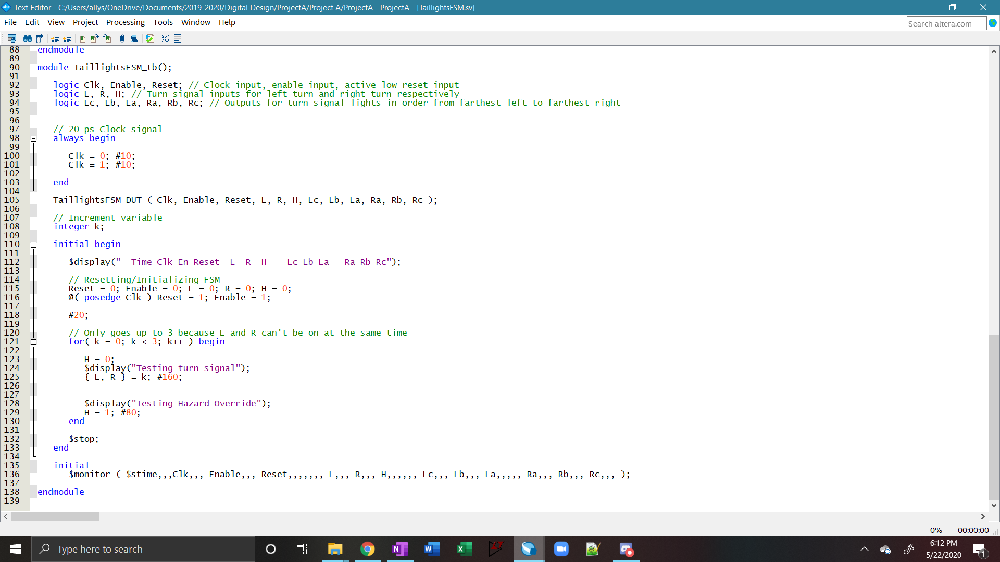 Text Editor - C:/Users/allys/OneDrive/Documents/2019-2020/Digital Design/ProjectA/Project A/ProjectA - ProjectA - [TaillightsFSM.sv]
File Edit View Project Processing Tools Window Help
Search altera.com
267
268
88 endmodule
89
90 module TaillightsFSM_tb();
91
92 logic Clk, Enable, Reset; // Clock input, enable input, active-low reset input
93 logic L, R, H; // Turn-signal inputs for left turn and right turn respectively
94 logic Lc, Lb, La, Ra, Rb, Rc; // Outputs for turn signal lights in order from farthest-left to farthest-right
95
96
97 // 20 ps Clock signal
98 always begin
99
100 Clk = 0; #10;
101 Clk = 1; #10;
102
103 end
104
105 TaillightsFSM DUT ( Clk, Enable, Reset, L, R, H, Lc, Lb, La, Ra, Rb, Rc );
106
107 // Increment variable
108 integer k;
109
110 initial begin
111
112 $display("  Time Clk En Reset  L  R  H    Lc Lb La   Ra Rb Rc");
113
114 // Resetting/Initializing FSM
115 Reset = 0; Enable = 0; L = 0; R = 0; H = 0;
116 @( posedge Clk ) Reset = 1; Enable = 1;
117
118 #20;
119
120 // Only goes up to 3 because L and R can't be on at the same time
121 for( k = 0; k < 3; k++ ) begin
122
123 H = 0;
124 $display("Testing turn signal");
125 { L, R } = k; #160;
126
127
128 $display("Testing Hazard Override");
129 H = 1; #80;
130 end
131
132 $stop;
133 end
134
135 initial
136 $monitor ( $stime,,,Clk,,, Enable,,, Reset,,,,,,, L,,, R,,, H,,,,,, Lc,,, Lb,,, La,,,,, Ra,,, Rb,,, Rc,,, );
137
138 endmodule
139
0% 00:00:00
Type here to search
6:12 PM
5/22/2020
1